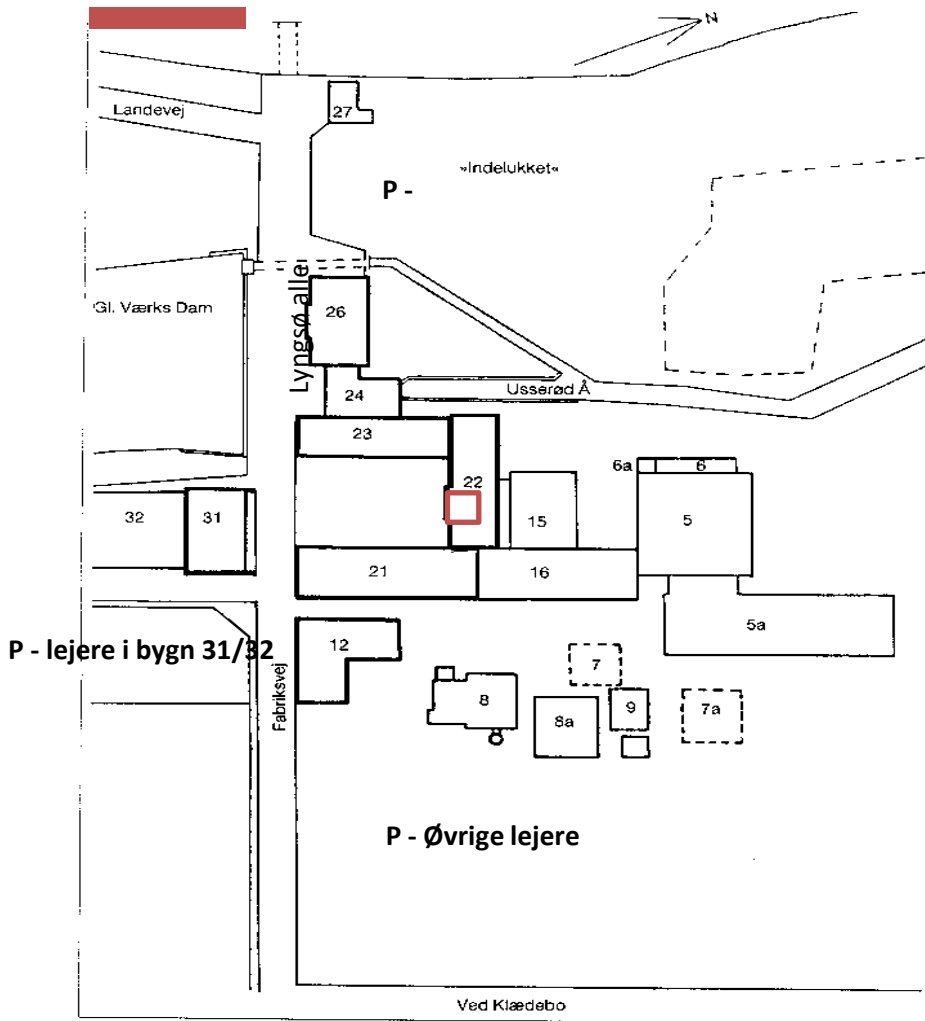 N
Landevej
27
»Indelukket«
P -
Gl. Værks Dam
Lyngsø alle
26
24
Usserød Å
23
22
6a
6
32
31
15
5
21
16
5a
P - lejere i bygn 31/32
12
7
Fabriksvej
8
8a
9
7a
P - Øvrige lejere
Ved Klædebo